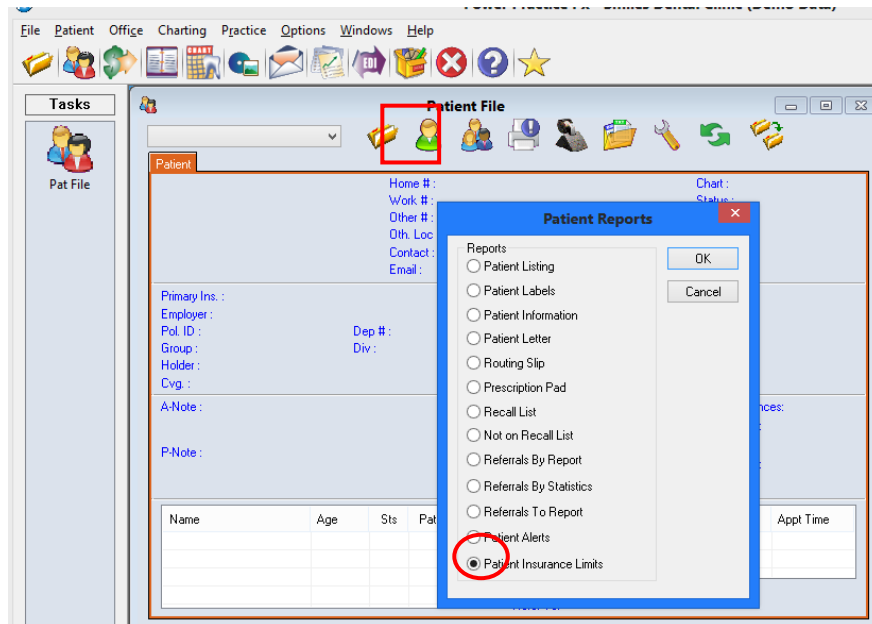 File Patient Office Charting Practice Options Windows Help
EDI
Tasks
Pat File
Patient File
Patient
Home # :
Work # :
Other # :
Oth. Loc
Contact :
Email :
Chart :
Status :
Primary Ins. :
Employer :
Pol. ID :
Dep # :
Group :
Div :
Holder :
Cvg. :
A-Note :
P-Note :
Name Age Sts Pat Appt Time
Patient Reports
Reports
Patient Listing
Patient Labels
Patient Information
Patient Letter
Routing Slip
Prescription Pad
Recall List
Not on Recall List
Referrals By Report
Referrals By Statistics
Referrals To Report
Patient Alerts
Patient Insurance Limits
OK
Cancel